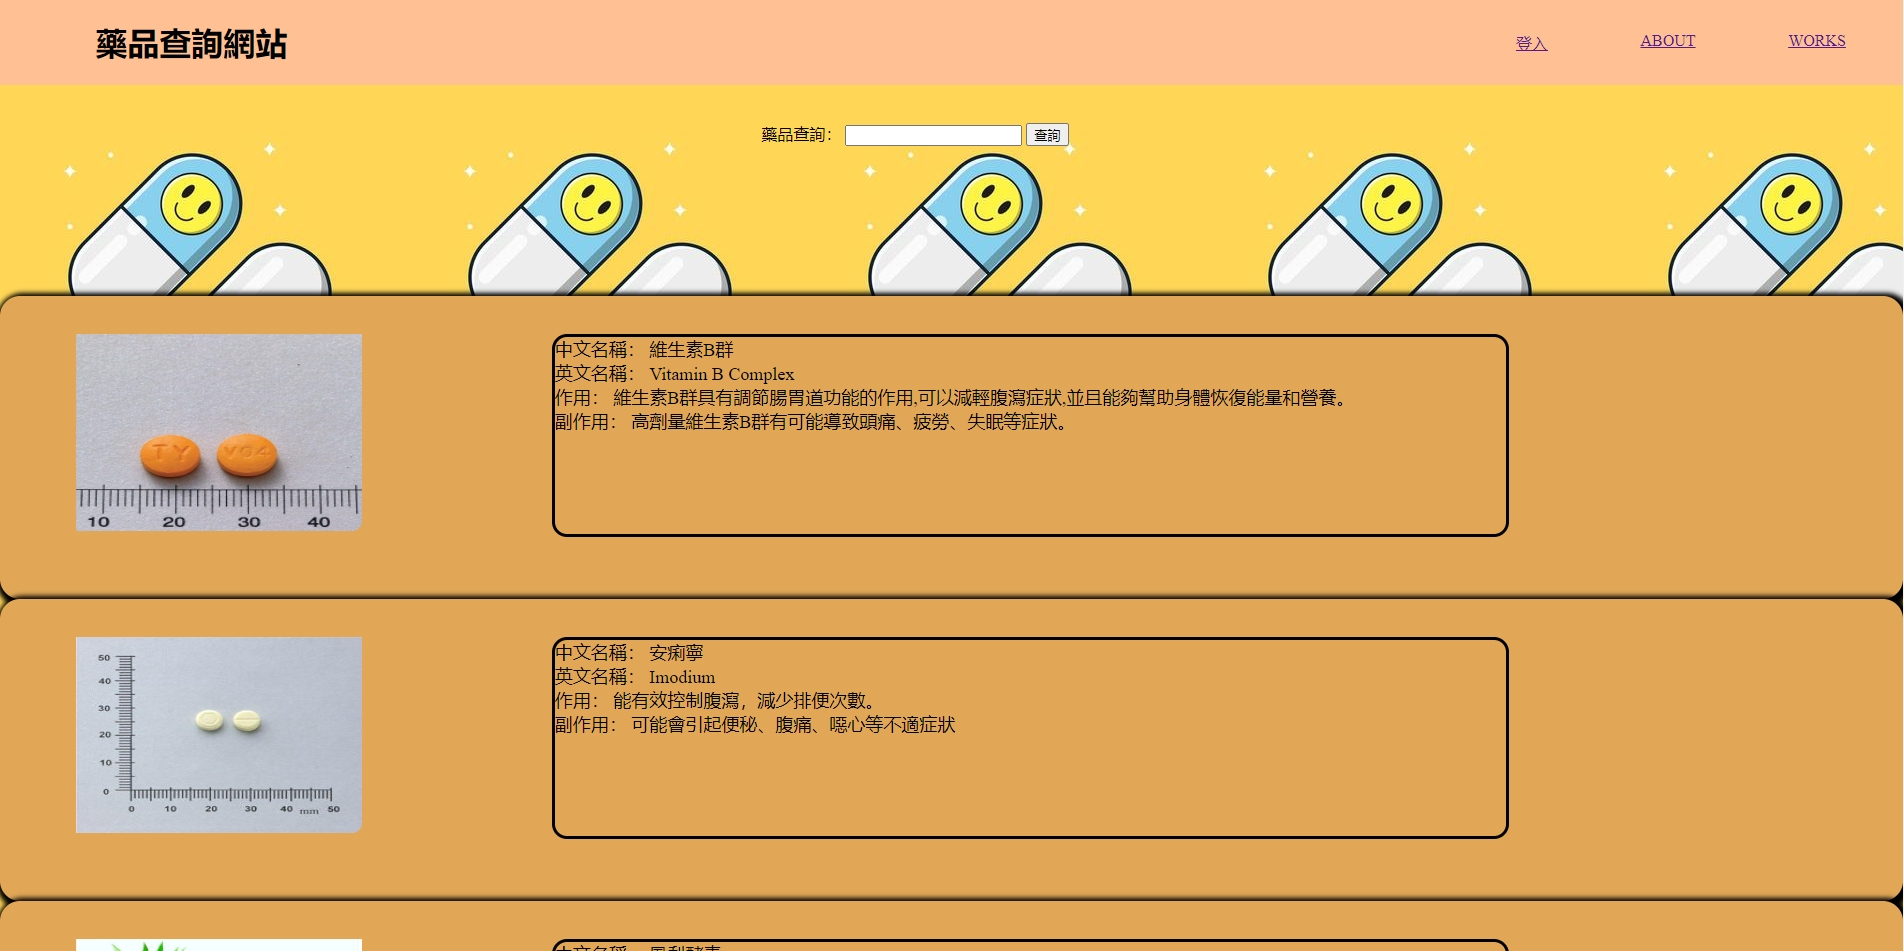 藥品查詢網站
登入
ABOUT
WORKS
藥品查詢：
查詢
中文名稱： 維生素B群
英文名稱： Vitamin B Complex
作用： 維生素B群具有調節腸胃道功能的作用,可以減輕腹瀉症狀,並且能夠幫助身體恢復能量和營養。
副作用： 高劑量維生素B群有可能導致頭痛、疲勞、失眠等症狀。
TY V04
10 20 30 40
中文名稱： 安痢寧
英文名稱： Imodium
作用： 能有效控制腹瀉，減少排便次數。
副作用： 可能會引起便秘、腹痛、噁心等不適症狀
50
40
30
20
10
0
0 10 20 30 40 mm 50